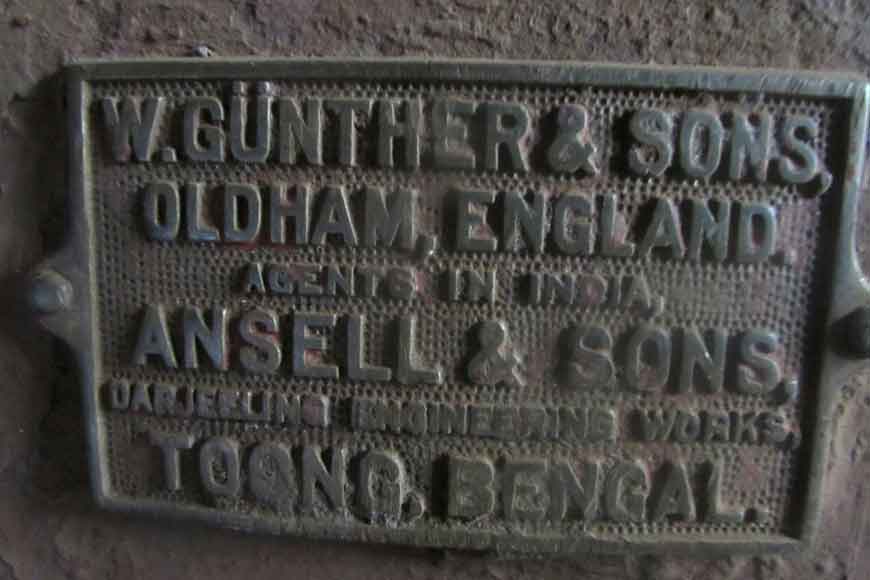 W. GÜNTHER & SONS,
OLDHAM, ENGLAND.
AGENTS IN INDIA,
ANSELL & SONS,
DARJEELING ENGINEERING WORKS,
TOONG, BENGAL.